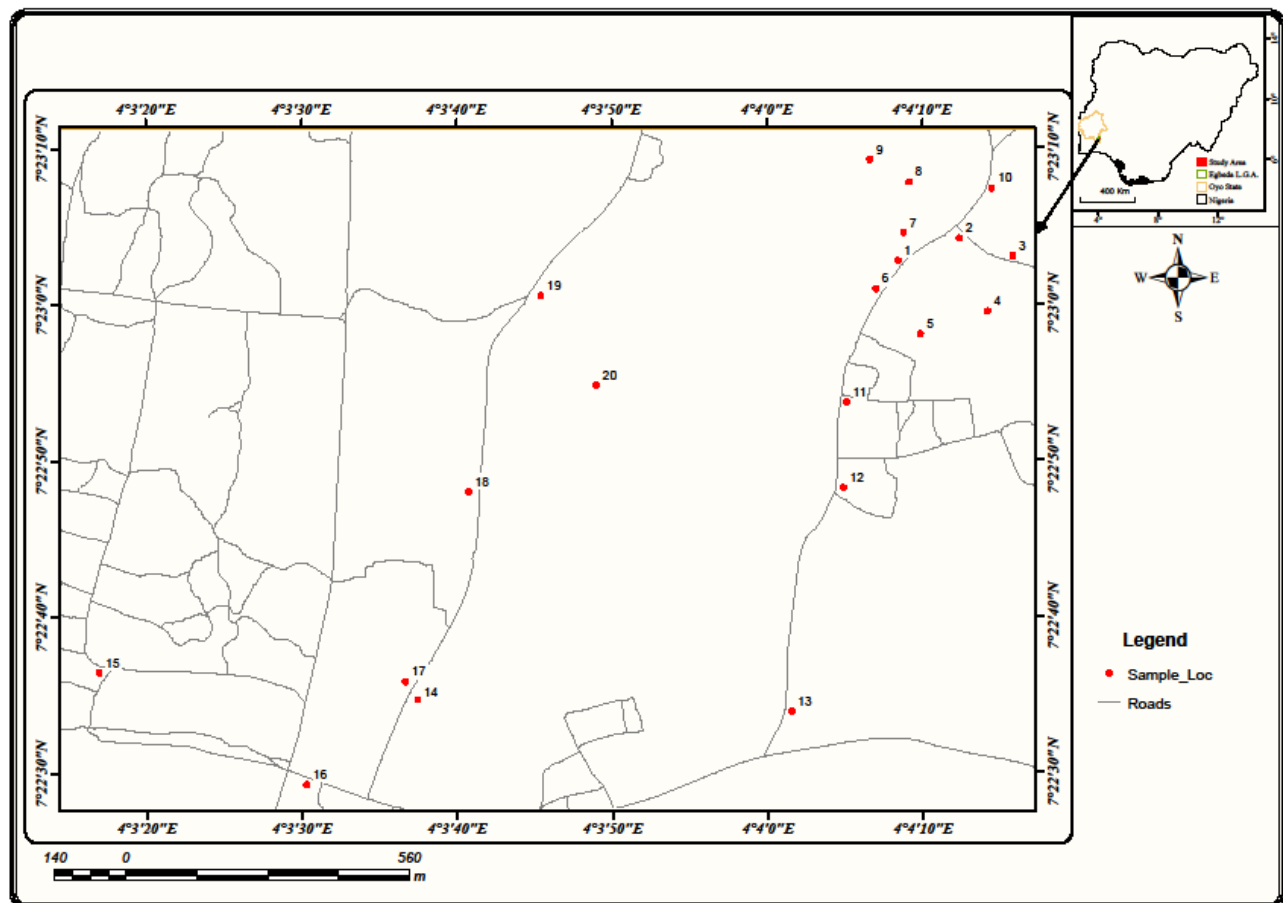 4°3'20"E 4°3'30"E 4°3'40"E 4°3'50"E 4°4'0"E 4°4'10"E
7°23'10"N 7°23'10"N
7°23'0"N 7°23'0"N
7°22'50"N 7°22'50"N
7°22'40"N 7°22'40"N
7°22'30"N 7°22'30"N
9
8
10
7
2
1
3
6
19
4
5
20
11
18
12
15
17
14
13
16
4°3'20"E 4°3'30"E 4°3'40"E 4°3'50"E 4°4'0"E 4°4'10"E
140 0 560
m
14°
10°
Study Area
Egbeda L.G.A.
Oyo State
Nigeria
400 Km
4° 8° 12°
N
W E
S
Legend
Sample_Loc
Roads